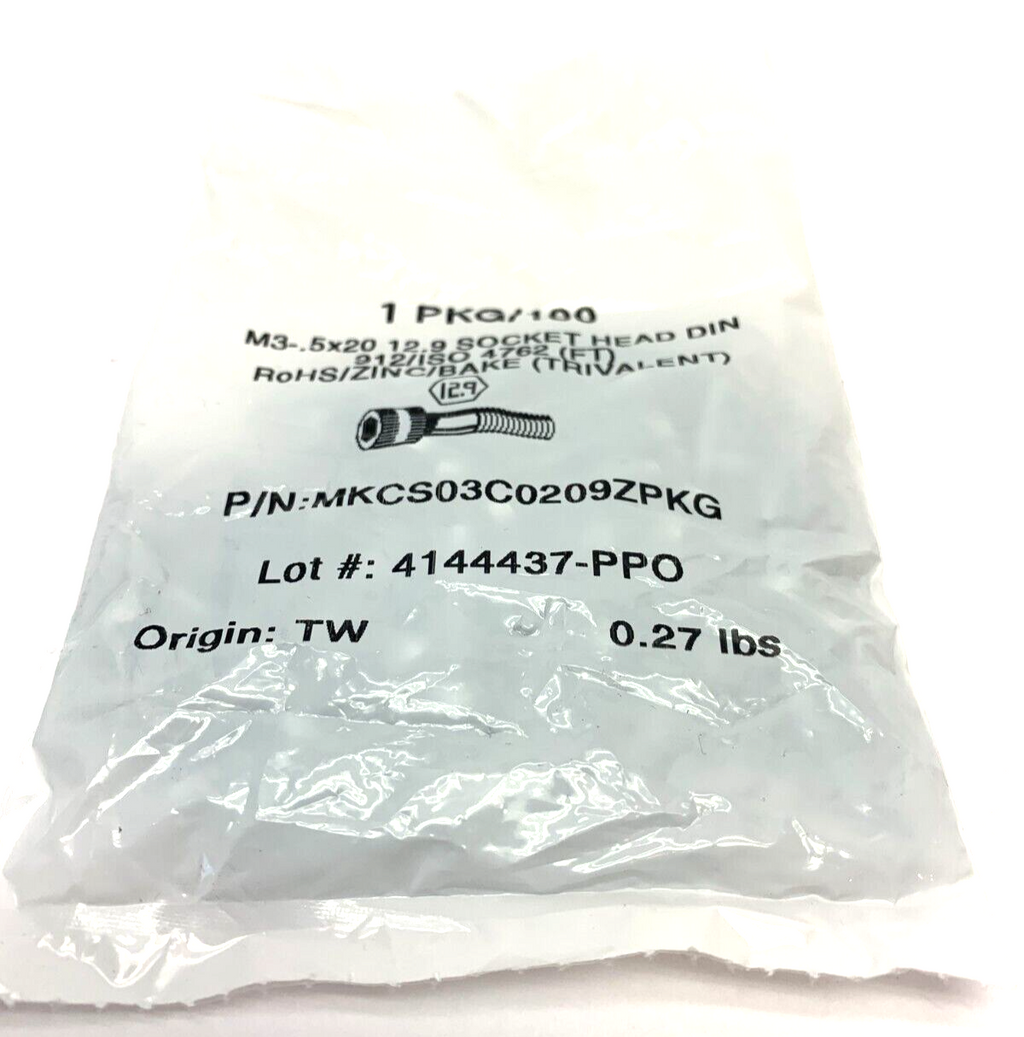 1 PKG/100
M3-.5x20 12.9 SOCKET HEAD DIN
912/ISO 4762 (FT)
RoHS/ZINC/BAKE (TRIVALENT)
12.9
P/N:MKCS03C0209ZPKG
Lot #: 4144437-PPO
Origin: TW 0.27 lbs